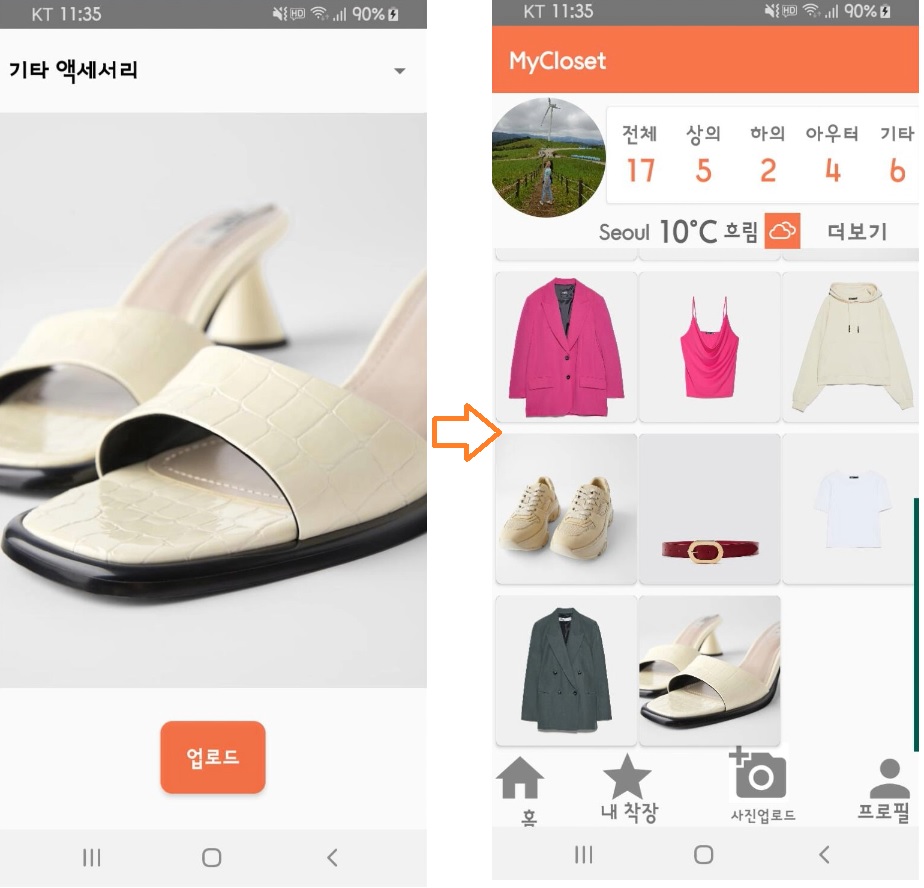 KT 11:35
HD 90%
기타 액세서리
업로드
KT 11:35
HD 90%
MyCloset
전체 상의 하의 아우터 기타
17 5 2 4 6
Seoul 10°C 흐림 더보기
홈 내 착장 사진업로드 프로필